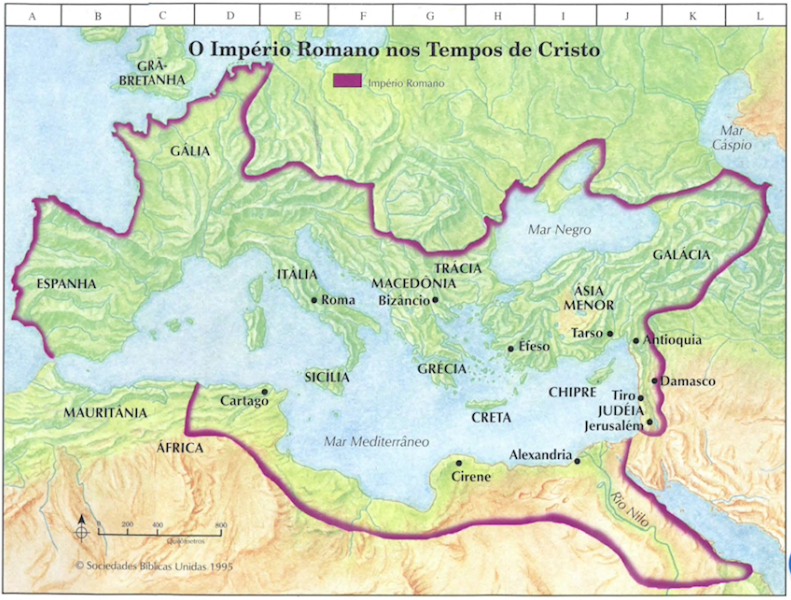 A B C D E F G H I J K L
O Império Romano nos Tempos de Cristo
Império Romano
GRÃ-
BRETANHA
Mar
Cáspio
GÁLIA
Mar Negro
GALÁCIA
TRÁCIA
ITÁLIA
MACEDÔNIA
ESPANHA
ÁSIA
MENOR
Roma
Bizâncio
Tarso
Antioquia
Éfeso
GRÉCIA
SICÍLIA
Damasco
CHIPRE
Tiro
Cartago
JUDÉIA
MAURITÂNIA
CRETA
Jerusalém
Mar Mediterrâneo
ÁFRICA
Alexandria
Cirene
Rio Nilo
0 200 400 800
Quilómetros
© Sociedades Bíblicas Unidas 1995